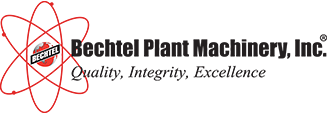 BECHTEL
Bechtel Plant Machinery, Inc.®
Quality, Integrity, Excellence